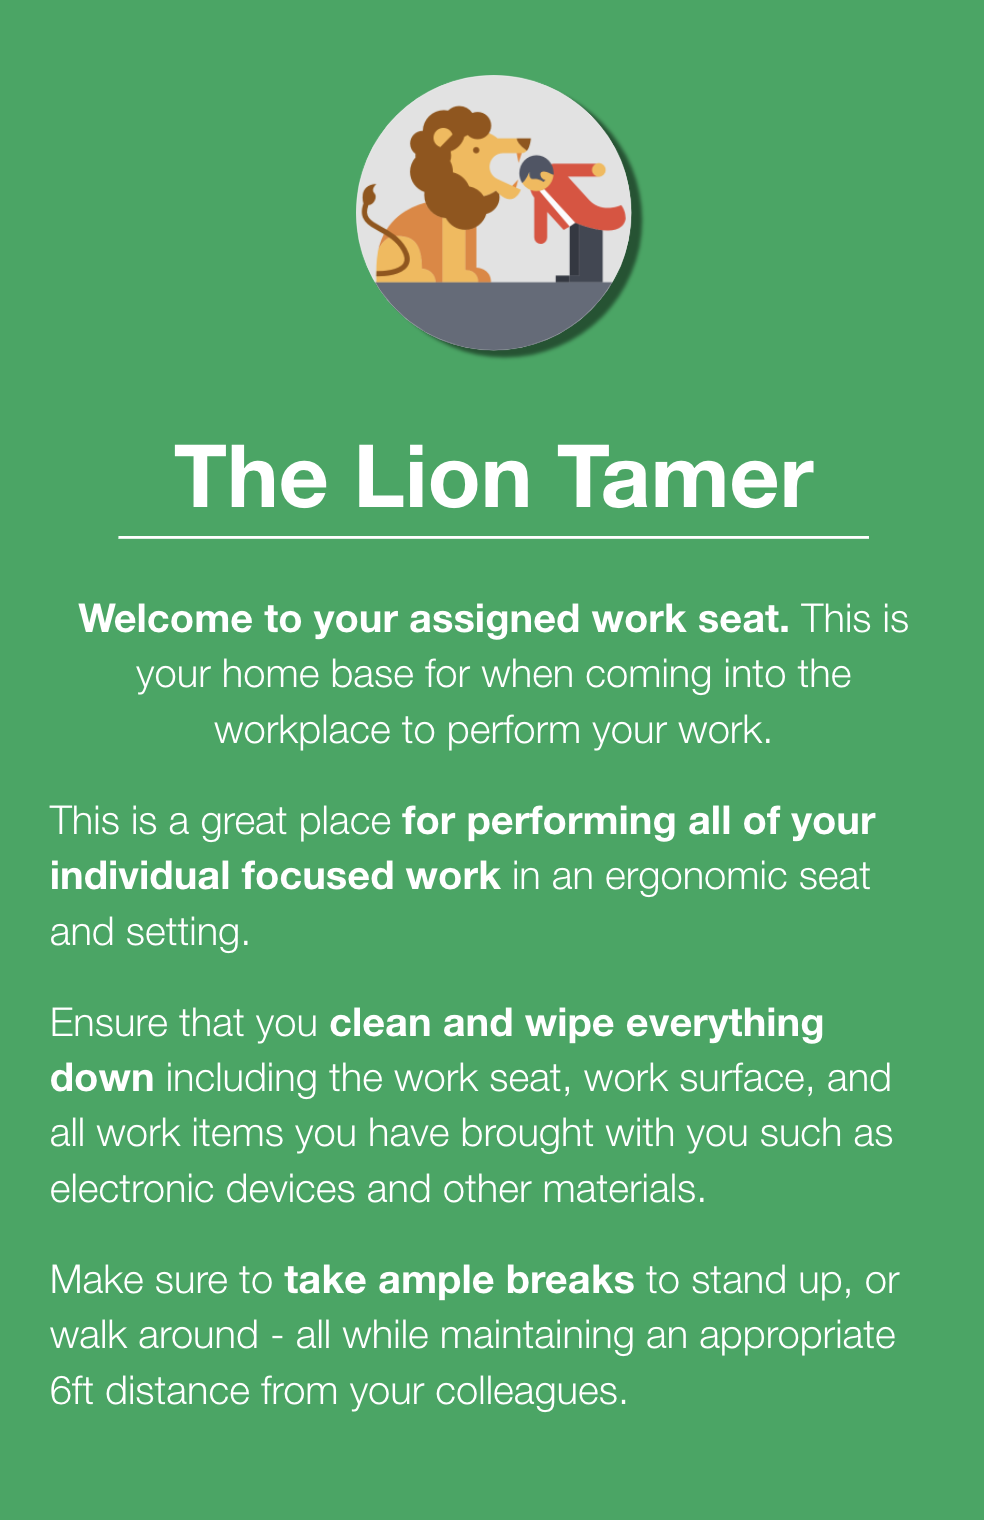 The Lion Tamer
Welcome to your assigned work seat. This is
your home base for when coming into the
workplace to perform your work.
This is a great place for performing all of your
individual focused work in an ergonomic seat
and setting.
Ensure that you clean and wipe everything
down including the work seat, work surface, and
all work items you have brought with you such as
electronic devices and other materials.
Make sure to take ample breaks to stand up, or
walk around - all while maintaining an appropriate
6ft distance from your colleagues.